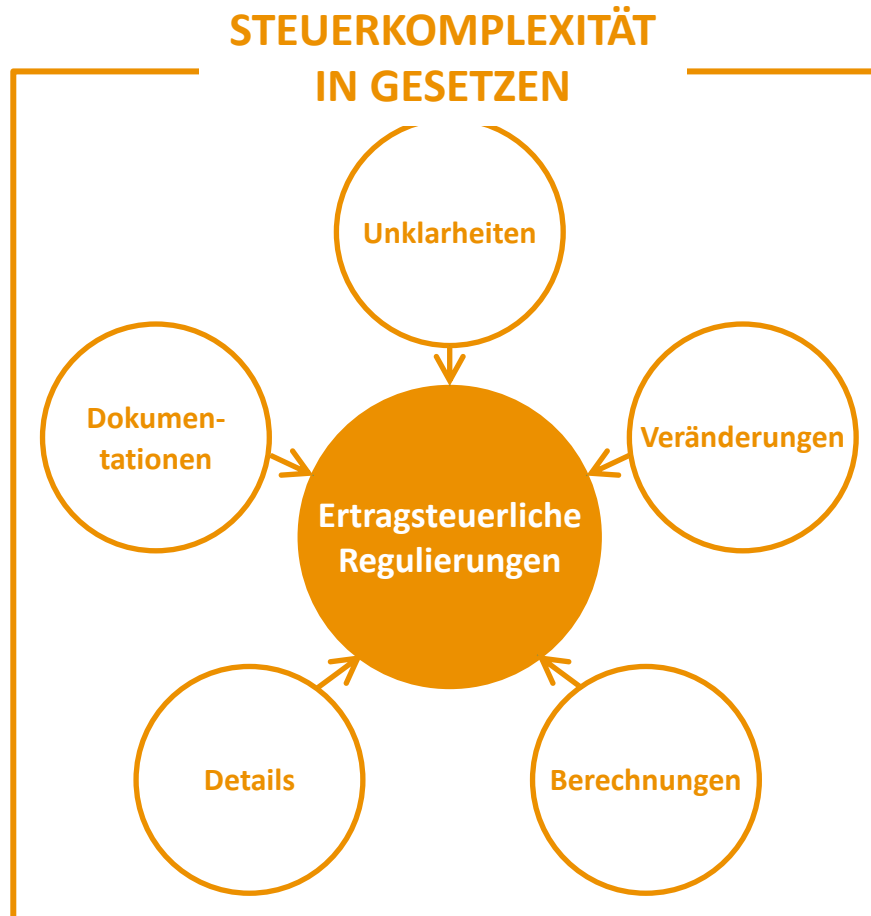 STEUERKOMPLEXITÄT
IN GESETZEN
Unklarheiten
Dokumen-
tationen
Veränderungen
Ertragsteuerliche
Regulierungen
Details
Berechnungen